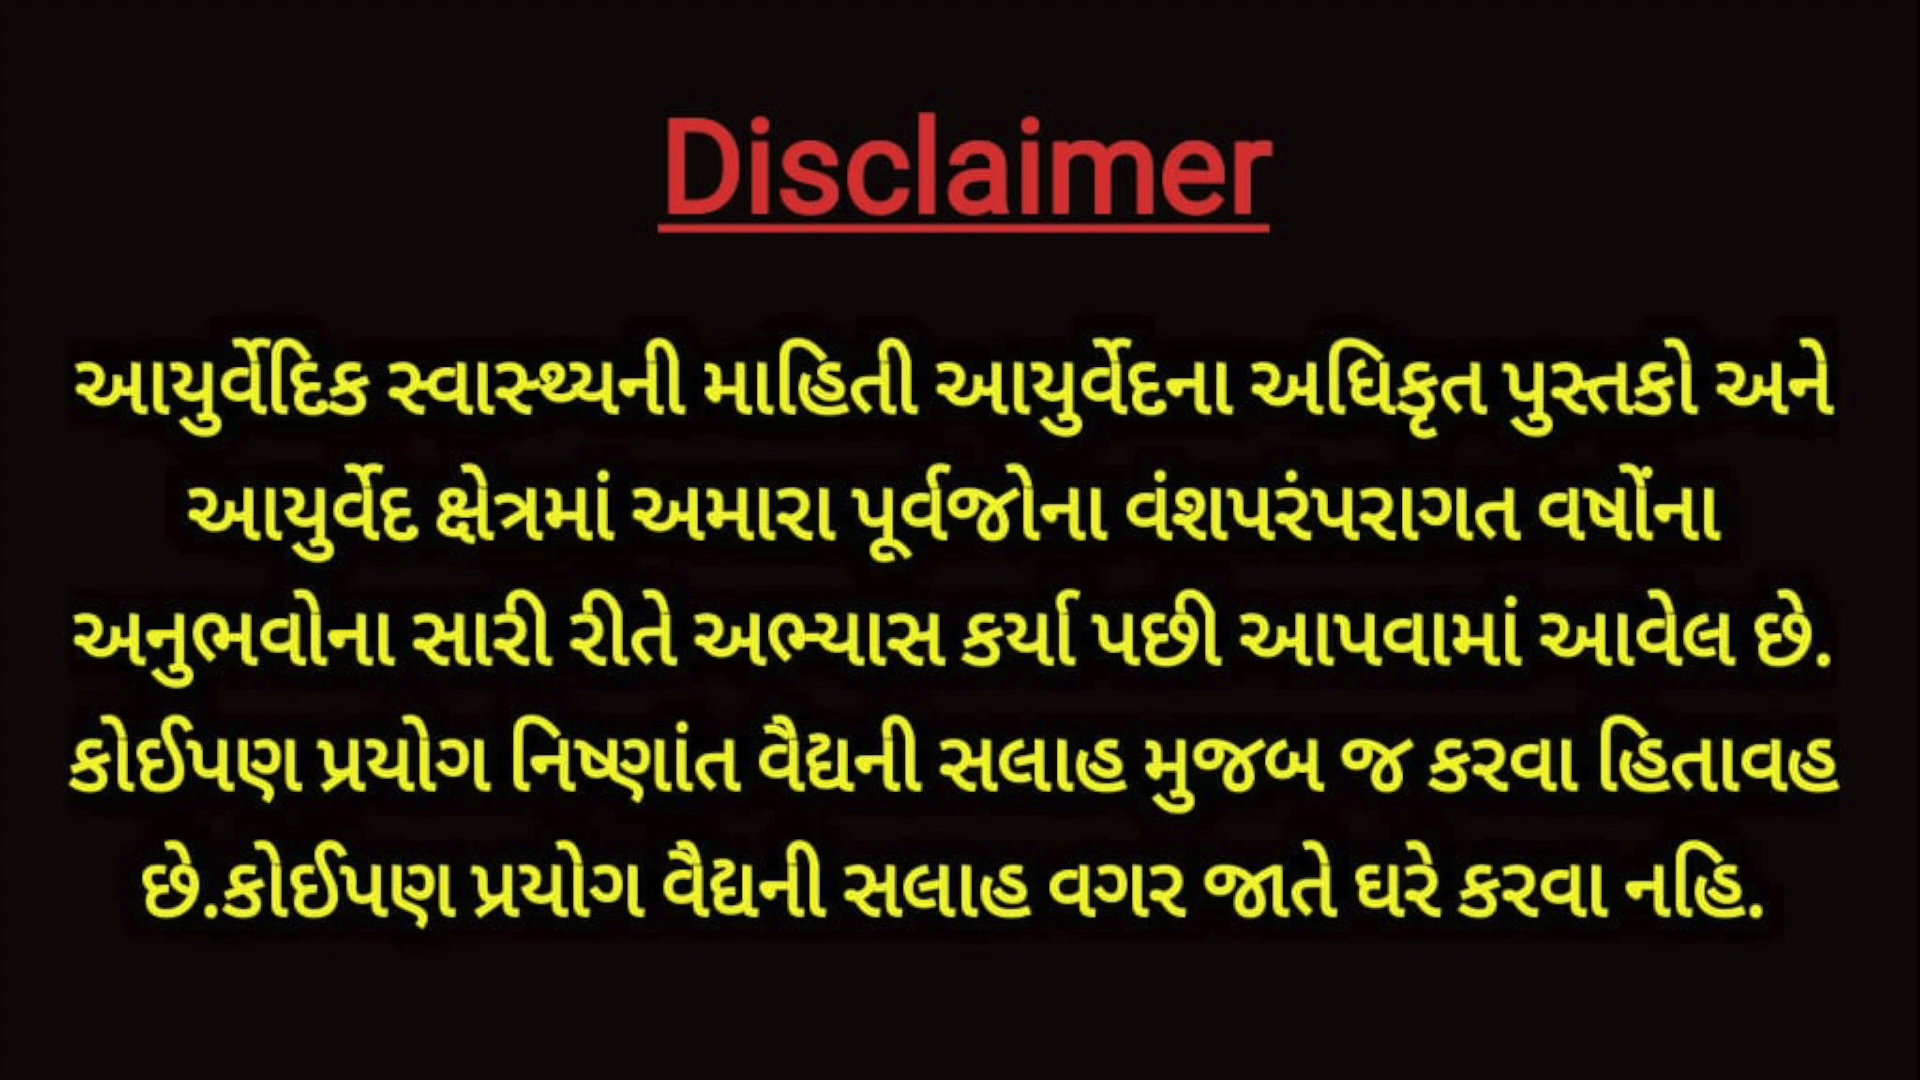 Disclaimer
આયુર્વેદિક સ્વાસ્થ્યની માહિતી આયુર્વેદના અધિકૃત પુસ્તકો અને
આયુર્વેદ ક્ષેત્રમાં અમારા પૂર્વજોના વંશપરંપરાગત વર્ષોના
અનુભવોના સારી રીતે અભ્યાસ કર્યા પછી આપવામાં આવેલ છે.
કોઈપણ પ્રયોગ નિષ્ણાંત વૈદ્યની સલાહ મુજબ જ કરવા હિતાવહ
છે.કોઈપણ પ્રયોગ વૈદ્યની સલાહ વગર જાતે ઘરે કરવા નહિ.